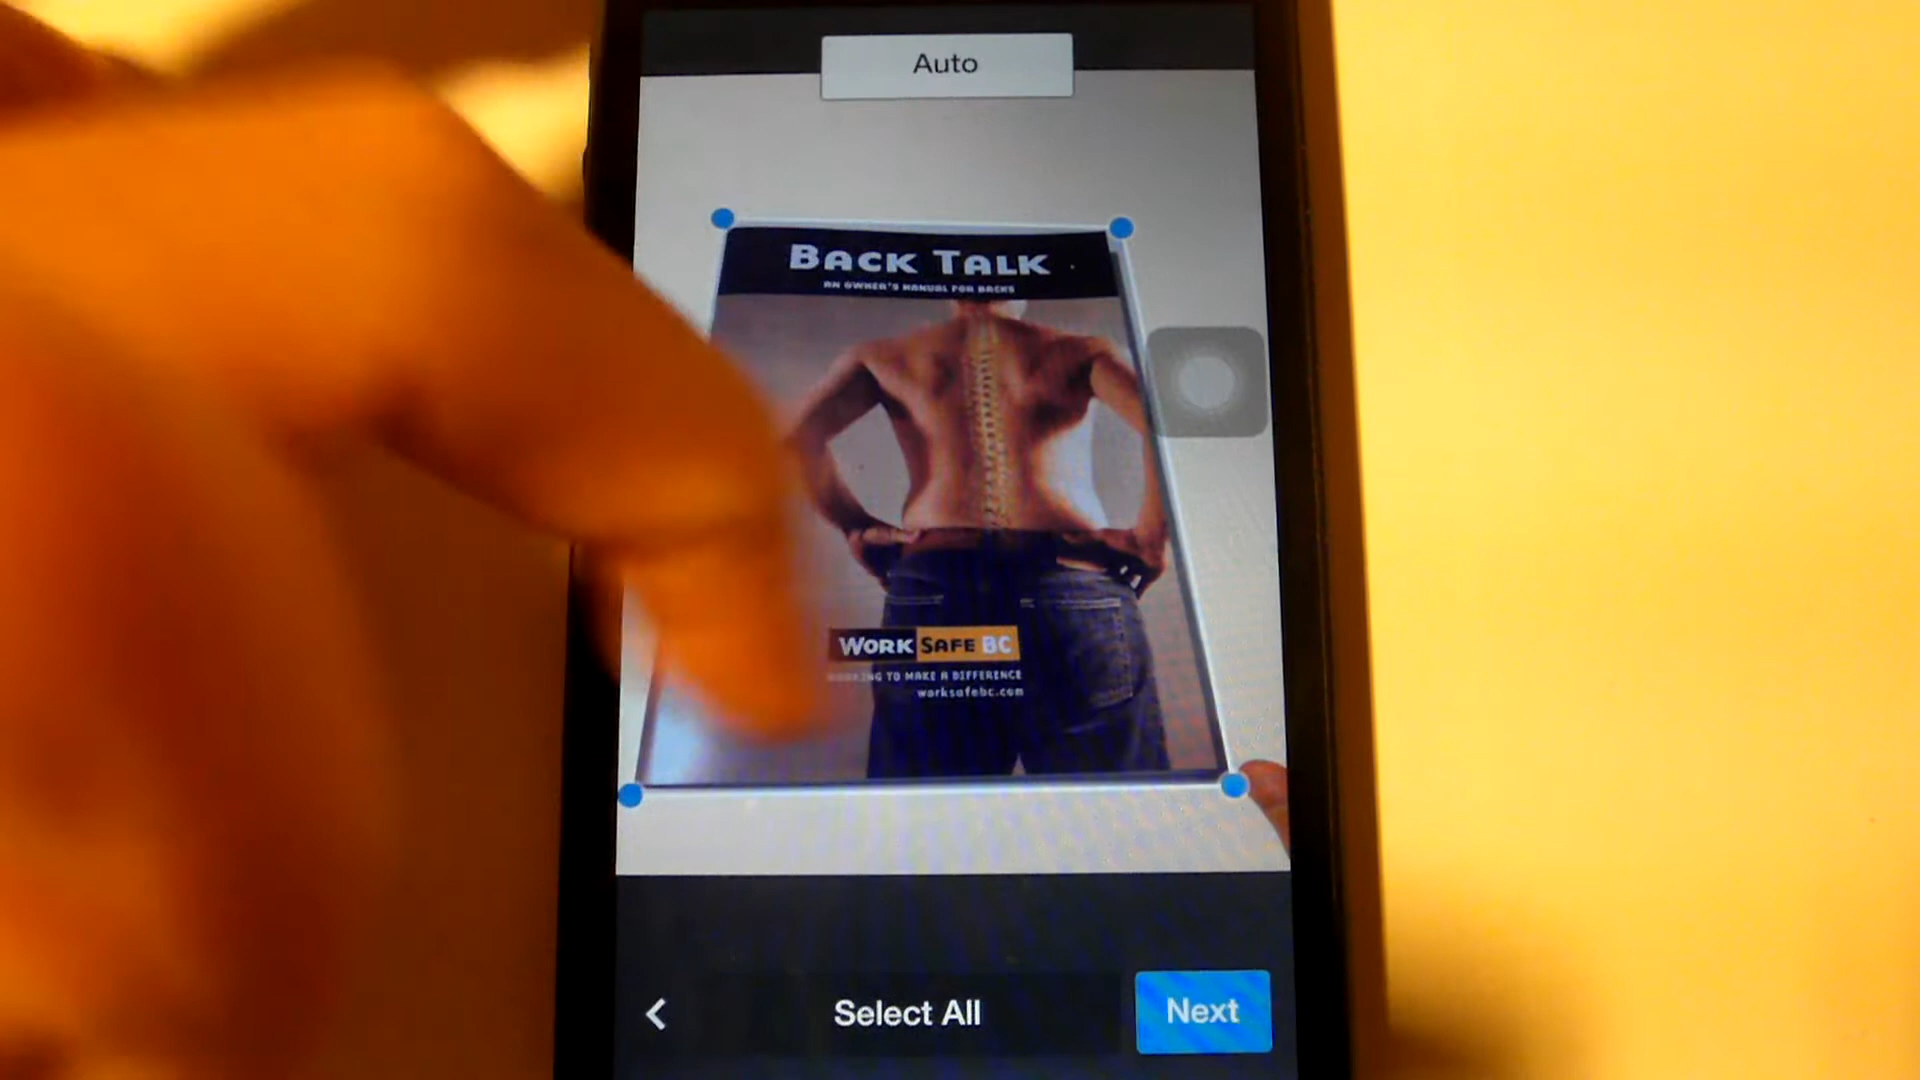 Auto
BACK TALK
AN OWNER'S MANUAL FOR BACKS
WORK SAFE BC
WORKING TO MAKE A DIFFERENCE
worksafebc.com
Select All
Next